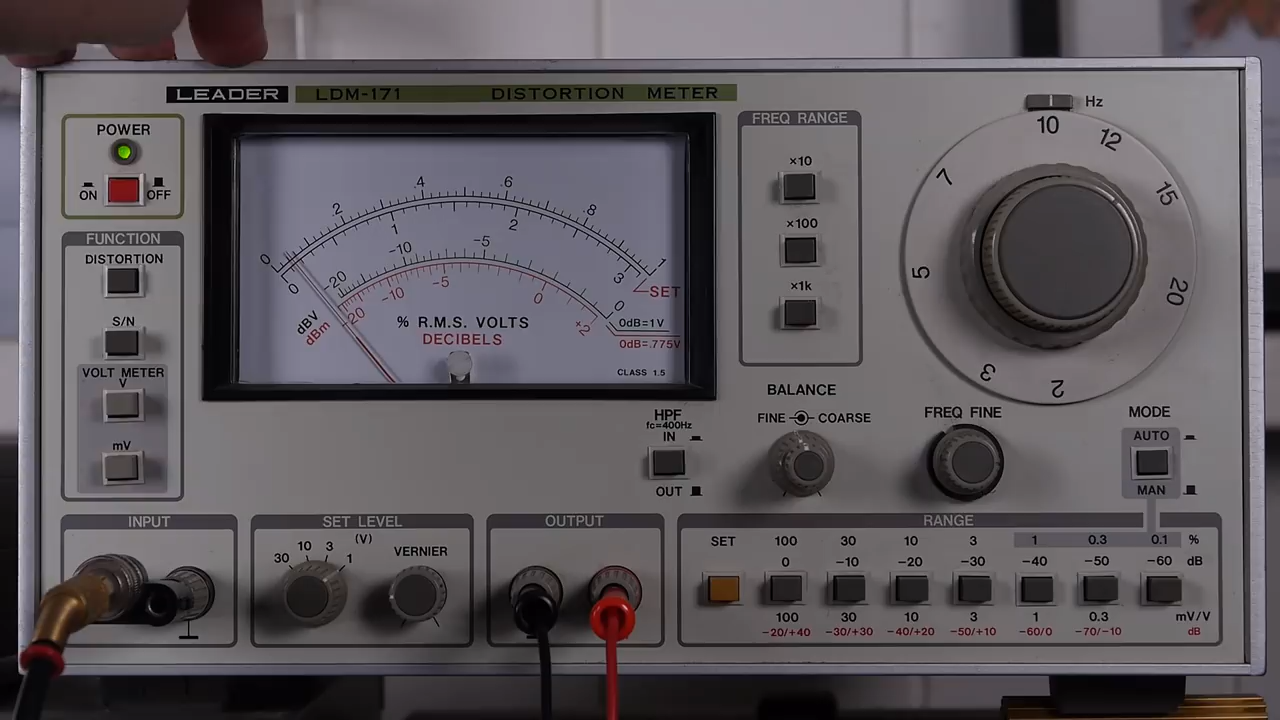 LEADER LDM-171 DISTORTION METER
POWER
ON OFF
FUNCTION
DISTORTION
S/N
VOLT METER
V
mV
0 .2 .4 .6 .8 1
0 1 2 3
SET
-20 -10 -5 0
20 -10 -5 0 +2
dBV
dBm
% R.M.S. VOLTS
DECIBELS
0dB=1V
0dB=.775V
CLASS 1.5
FREQ RANGE
×10
×100
×1k
Hz
10
12
15
20
2
3
5
7
BALANCE
FINE COARSE
FREQ FINE
HPF
fc=400Hz
IN
OUT
MODE
AUTO
MAN
INPUT
SET LEVEL
(V)
30 10 3 1
VERNIER
OUTPUT
RANGE
SET 100 30 10 3 1 0.3 0.1 %
0 -10 -20 -30 -40 -50 -60 dB
100 30 10 3 1 0.3 mV/V
-20/+40 -30/+30 -40/+20 -50/+10 -60/0 -70/-10 dB